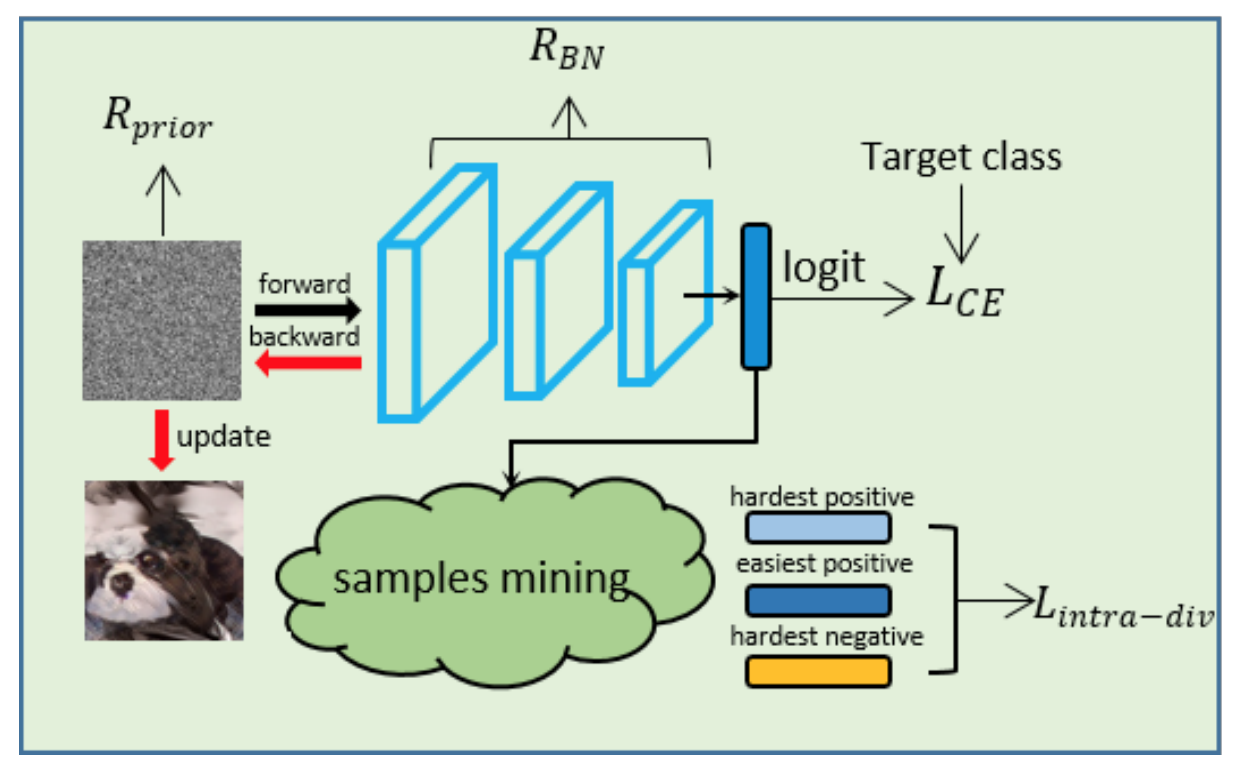 R_{BN}
R_{prior}
Target class
forward
logit
L_{CE}
backward
update
hardest positive
samples mining
easiest positive
L_{intra-div}
hardest negative